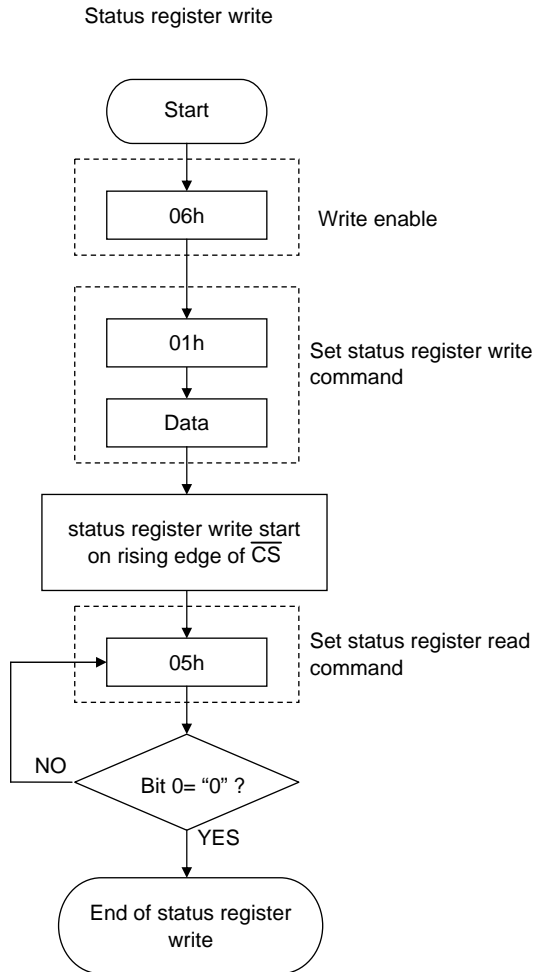 Status register write
Start
06h
Write enable
01h
Set status register write
command
Data
status register write start
on rising edge of C̅S̅
05h
Set status register read
command
NO
Bit 0= “0” ?
YES
End of status register
write